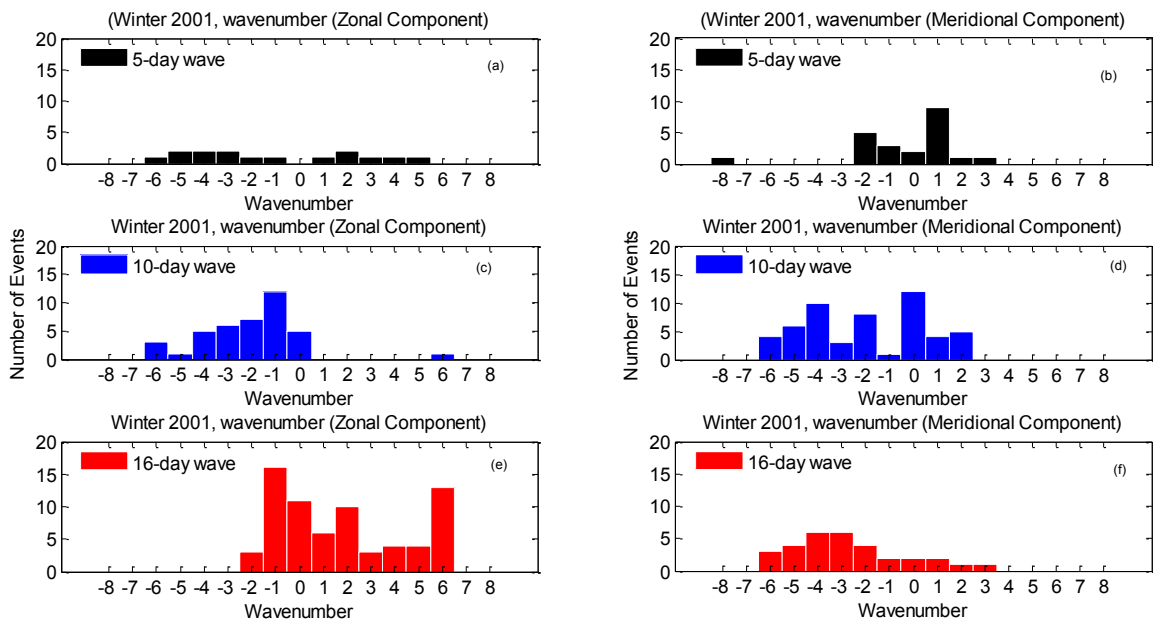 (Winter 2001, wavenumber (Zonal Component)
20
15
10
5
0
5-day wave
(a)
-8 -7 -6 -5 -4 -3 -2 -1 0 1 2 3 4 5 6 7 8
Wavenumber
(Winter 2001, wavenumber (Meridional Component)
20
15
10
5
0
5-day wave
(b)
-8 -7 -6 -5 -4 -3 -2 -1 0 1 2 3 4 5 6 7 8
Wavenumber
Winter 2001, wavenumber (Zonal Component)
Number of Events
20
15
10
5
0
10-day wave
(c)
-8 -7 -6 -5 -4 -3 -2 -1 0 1 2 3 4 5 6 7 8
Wavenumber
Winter 2001, wavenumber (Meridional Component)
Number of Events
20
15
10
5
0
10-day wave
(d)
-8 -7 -6 -5 -4 -3 -2 -1 0 1 2 3 4 5 6 7 8
Wavenumber
Winter 2001, wavenumber (Zonal Component)
20
15
10
5
0
16-day wave
(e)
-8 -7 -6 -5 -4 -3 -2 -1 0 1 2 3 4 5 6 7 8
Wavenumber
Winter 2001, wavenumber (Meridional Component)
20
15
10
5
0
16-day wave
(f)
-8 -7 -6 -5 -4 -3 -2 -1 0 1 2 3 4 5 6 7 8
Wavenumber